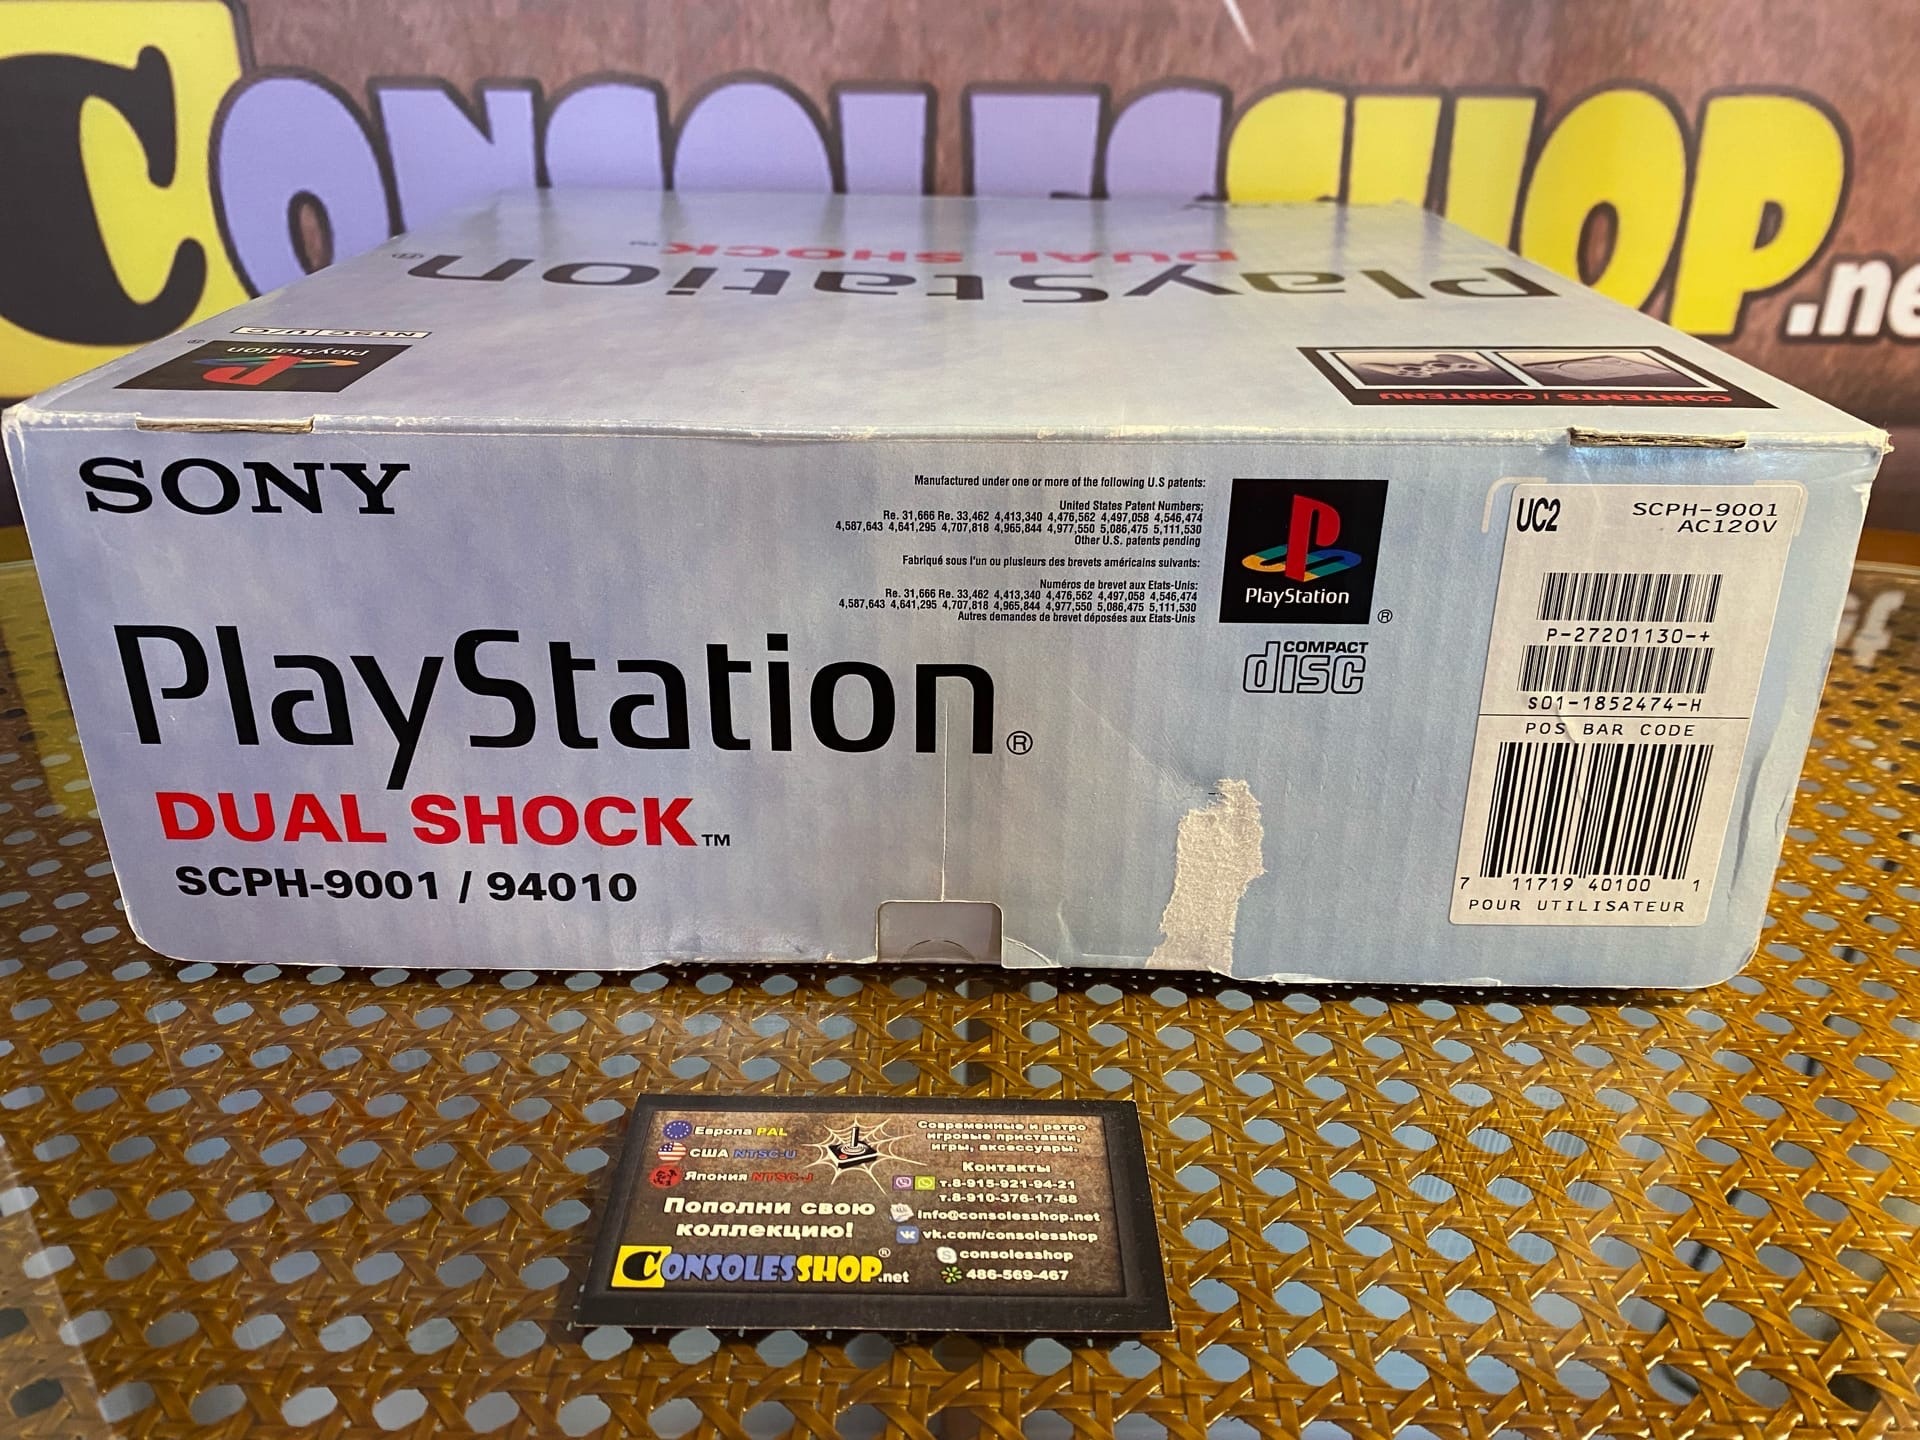 CONSOLESSHOP.ne
PlayStation®
DUAL SHOCK™
NTSC U/C
PlayStation®
CONTENTS / CONTENU
SONY
PlayStation®
DUAL SHOCK™
SCPH-9001 / 94010
Manufactured under one or more of the following U.S patents:
United States Patent Numbers;
Re. 31,666 Re. 33,462 4,413,340 4,476,562 4,497,058 4,546,474
4,587,643 4,641,295 4,707,818 4,965,844 4,977,550 5,086,475 5,111,530
Other U.S. patents pending
Fabriqué sous l'un ou plusieurs des brevets américains suivants:
Numéros de brevet aux Etats-Unis:
Re. 31,666 Re. 33,462 4,413,340 4,476,562 4,497,058 4,546,474
4,587,643 4,641,295 4,707,818 4,965,844 4,977,550 5,086,475 5,111,530
Autres demandes de brevet déposées aux Etats-Unis
PlayStation
®
COMPACT
disc
UC2
SCPH-9001
AC120V
P-27201130-+
S01-1852474-H
POS BAR CODE
7 11719 40100 1
POUR UTILISATEUR
Европа PAL
США NTSC-U
Япония NTSC-J
Пополни свою
коллекцию!
CONSOLESSHOP®.net
Современные и ретро
игровые приставки,
игры, аксессуары.
Контакты
т.8-915-921-94-21
т.8-910-376-17-88
info@consolesshop.net
vk.com/consolesshop
consolesshop
486-569-467